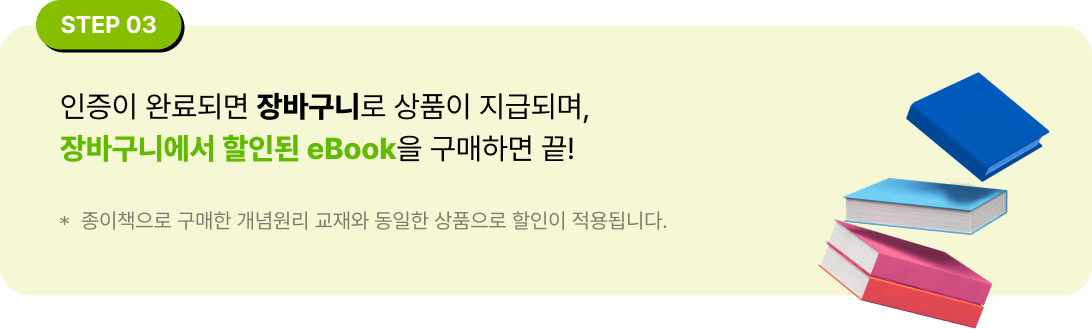 STEP 03
인증이 완료되면 장바구니로 상품이 지급되며,
장바구니에서 할인된 eBook을 구매하면 끝!
* 종이책으로 구매한 개념원리 교재와 동일한 상품으로 할인이 적용됩니다.